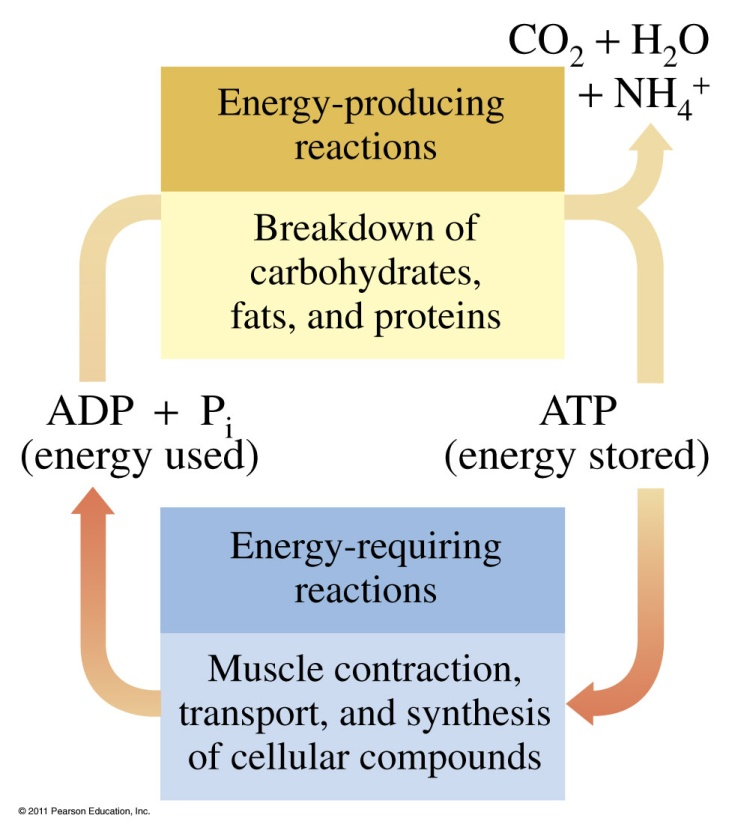 CO₂ + H₂O
+ NH₄⁺
Energy-producing
reactions
Breakdown of
carbohydrates,
fats, and proteins
ADP + Pᵢ
(energy used)
ATP
(energy stored)
Energy-requiring
reactions
Muscle contraction,
transport, and synthesis
of cellular compounds
© 2011 Pearson Education, Inc.